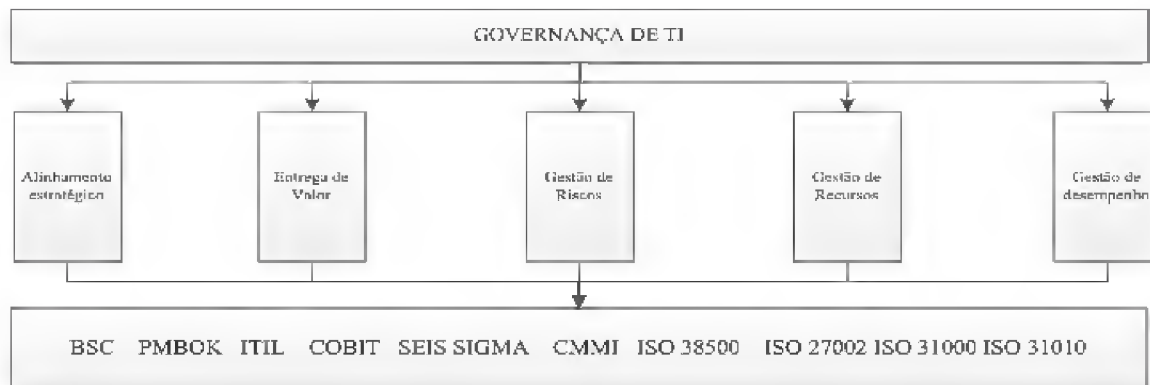 GOVERNANÇA DE TI
Alinhamento
estratégico
Entrega de
Valor
Gestão de
Riscos
Gestão de
Recursos
Gestão de
desempenho
BSC PMBOK ITIL COBIT SEIS SIGMA CMMI ISO 38500 ISO 27002 ISO 31000 ISO 31010